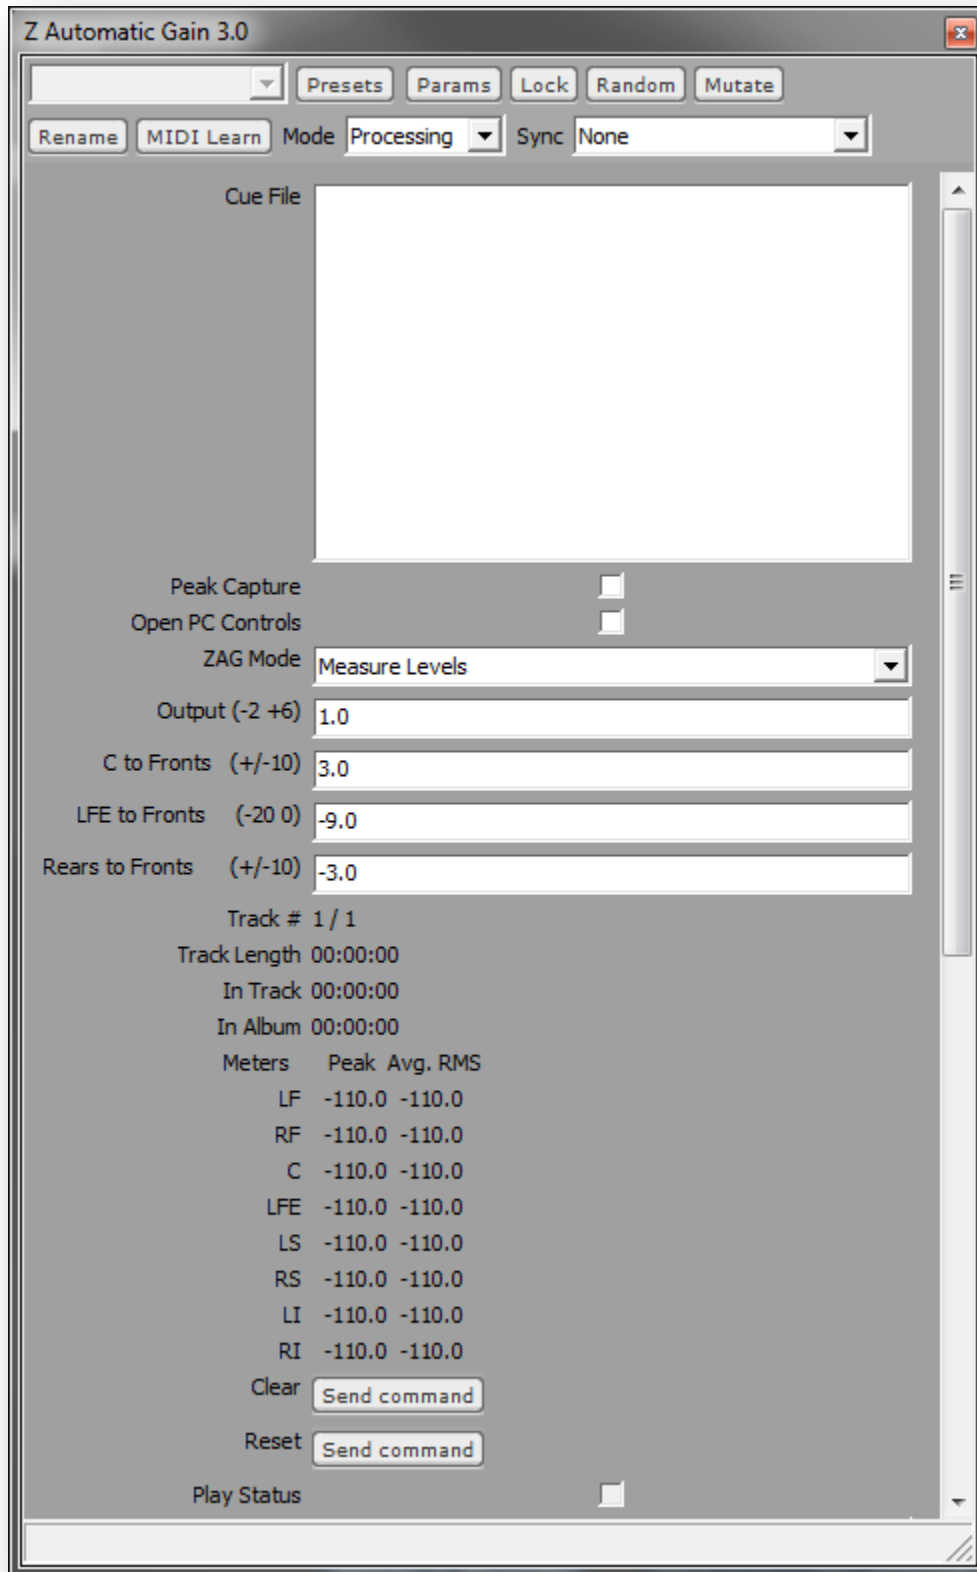 Z Automatic Gain 3.0
Presets Params Lock Random Mutate
Rename MIDI Learn Mode Processing Sync None
Cue File
Peak Capture
Open PC Controls
ZAG Mode Measure Levels
Output (-2 +6) 1.0
C to Fronts (+/-10) 3.0
LFE to Fronts (-20 0) -9.0
Rears to Fronts (+/-10) -3.0
Track # 1 / 1
Track Length 00:00:00
In Track 00:00:00
In Album 00:00:00
Meters Peak Avg. RMS
LF -110.0 -110.0
RF -110.0 -110.0
C -110.0 -110.0
LFE -110.0 -110.0
LS -110.0 -110.0
RS -110.0 -110.0
LI -110.0 -110.0
RI -110.0 -110.0
Clear Send command
Reset Send command
Play Status